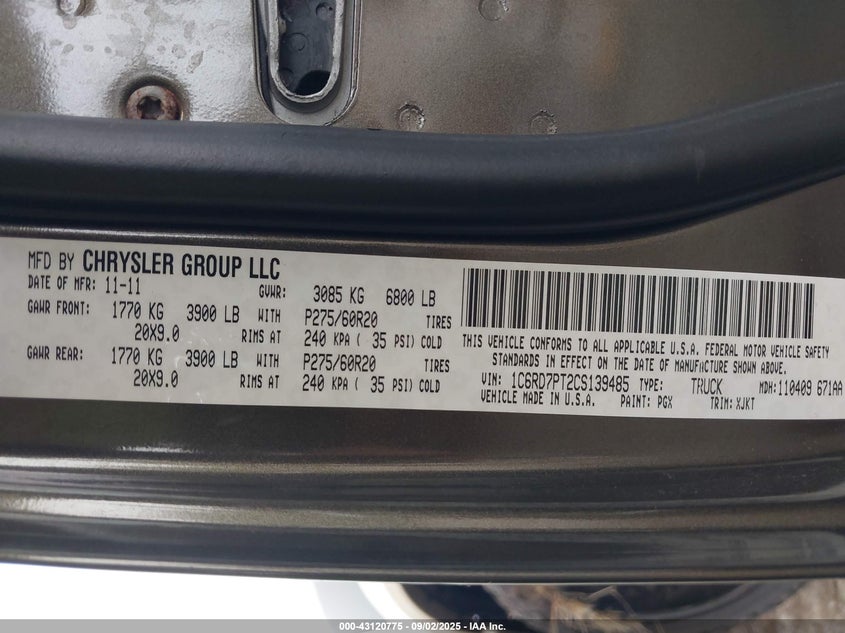 MFD BY CHRYSLER GROUP LLC
DATE OF MFR: 11-11 GVWR: 3085 KG 6800 LB
GAWR FRONT: 1770 KG 3900 LB WITH P275/60R20 TIRES
20X9.0 RIMS AT 240 KPA ( 35 PSI) COLD
GAWR REAR: 1770 KG 3900 LB WITH P275/60R20 TIRES
20X9.0 RIMS AT 240 KPA ( 35 PSI) COLD
THIS VEHICLE CONFORMS TO ALL APPLICABLE U.S.A. FEDERAL MOTOR VEHICLE SAFETY
STANDARDS IN EFFECT ON THE DATE OF MANUFACTURE SHOWN ABOVE.
VIN: 1C6RD7PT2CS139485 TYPE: TRUCK MDH: 110409 671AA
VEHICLE MADE IN U.S.A. PAINT: PGX TRIM: XJKT
000-43120775 - 09/02/2025 - IAA Inc.